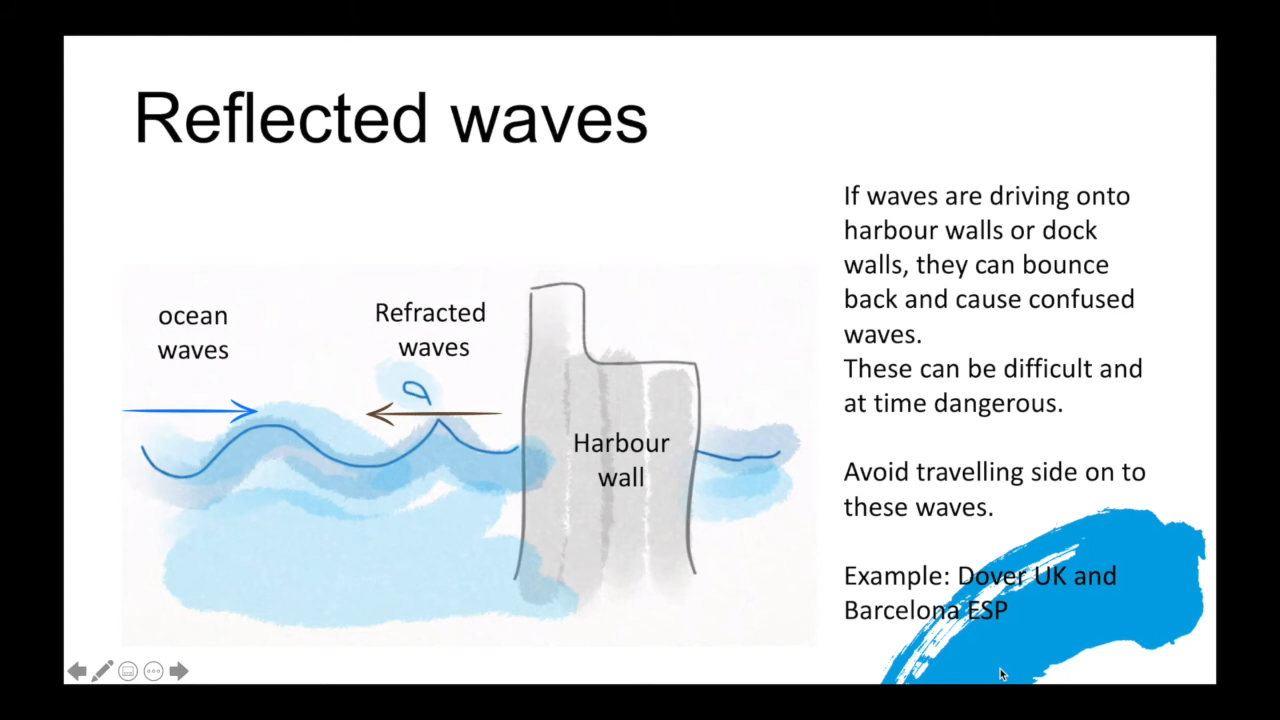 Reflected waves
ocean
waves
Refracted
waves
Harbour
wall
If waves are driving onto
harbour walls or dock
walls, they can bounce
back and cause confused
waves.
These can be difficult and
at time dangerous.
Avoid travelling side on to
these waves.
Example: Dover UK and
Barcelona ESP